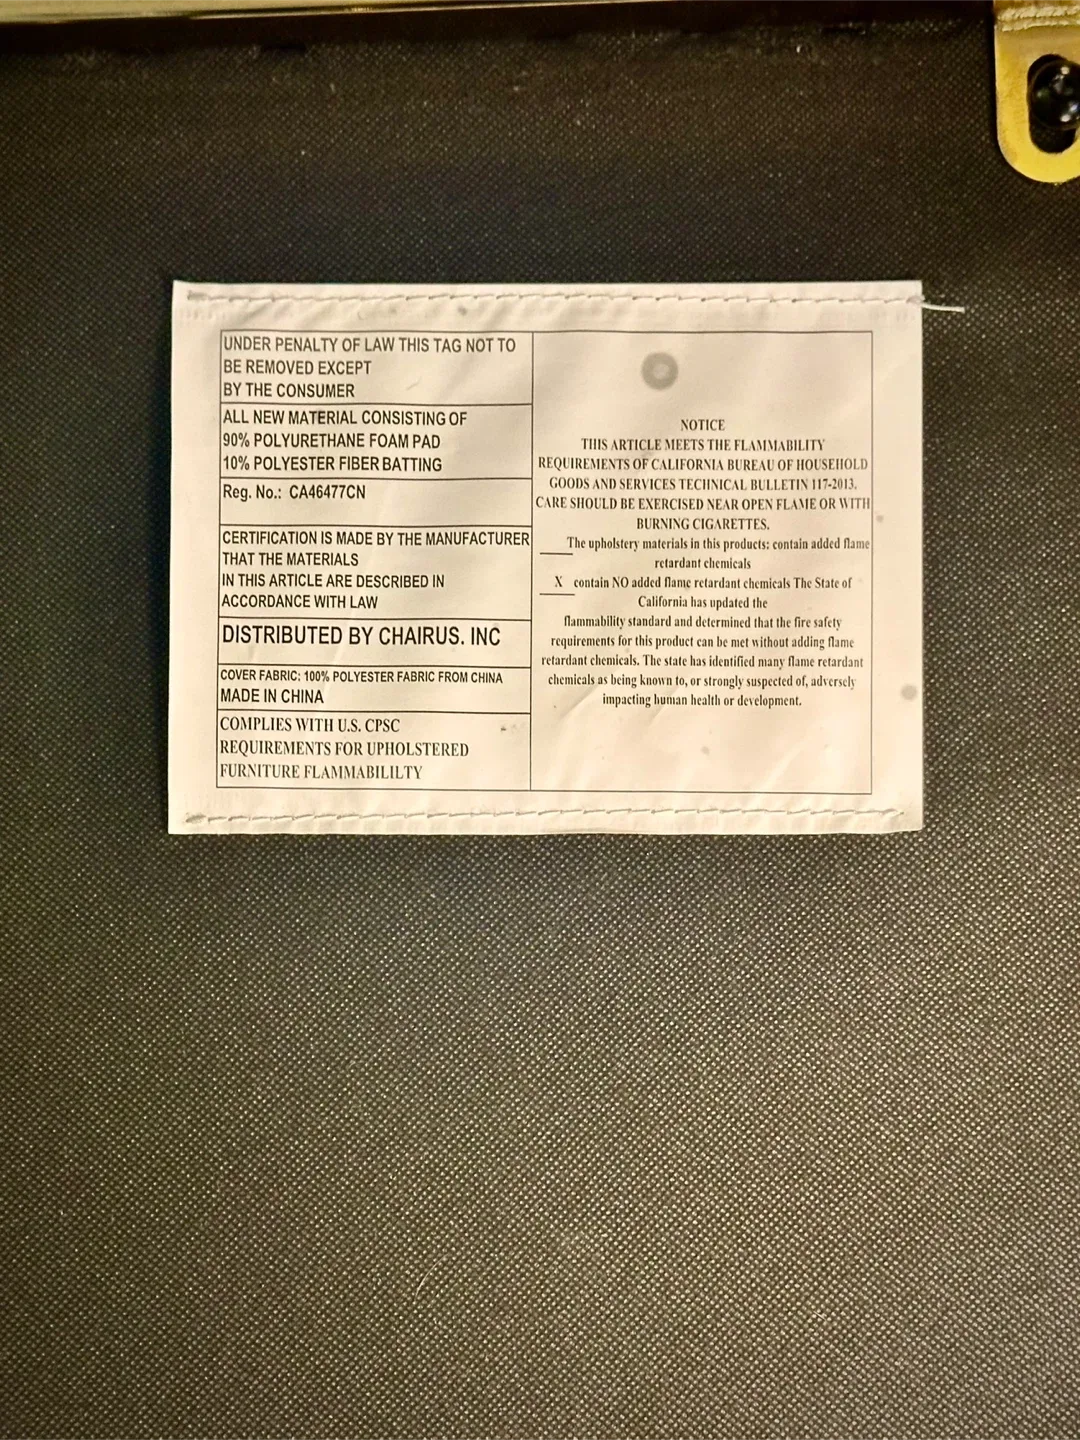 UNDER PENALTY OF LAW THIS TAG NOT TO
BE REMOVED EXCEPT
BY THE CONSUMER
ALL NEW MATERIAL CONSISTING OF
90% POLYURETHANE FOAM PAD
10% POLYESTER FIBER BATTING
Reg. No.: CA46477CN
CERTIFICATION IS MADE BY THE MANUFACTURER
THAT THE MATERIALS
IN THIS ARTICLE ARE DESCRIBED IN
ACCORDANCE WITH LAW
DISTRIBUTED BY CHAIRUS. INC
COVER FABRIC: 100% POLYESTER FABRIC FROM CHINA
MADE IN CHINA
COMPLIES WITH U.S. CPSC
REQUIREMENTS FOR UPHOLSTERED
FURNITURE FLAMMABILILTY
NOTICE
THIS ARTICLE MEETS THE FLAMMABILITY
REQUIREMENTS OF CALIFORNIA BUREAU OF HOUSEHOLD
GOODS AND SERVICES TECHNICAL BULLETIN 117-2013.
CARE SHOULD BE EXERCISED NEAR OPEN FLAME OR WITH
BURNING CIGARETTES.
The upholstery materials in this products: contain added flame
retardant chemicals
X contain NO added flame retardant chemicals The State of
California has updated the
flammability standard and determined that the fire safety
requirements for this product can be met without adding flame
retardant chemicals. The state has identified many flame retardant
chemicals as being known to, or strongly suspected of, adversely
impacting human health or development.